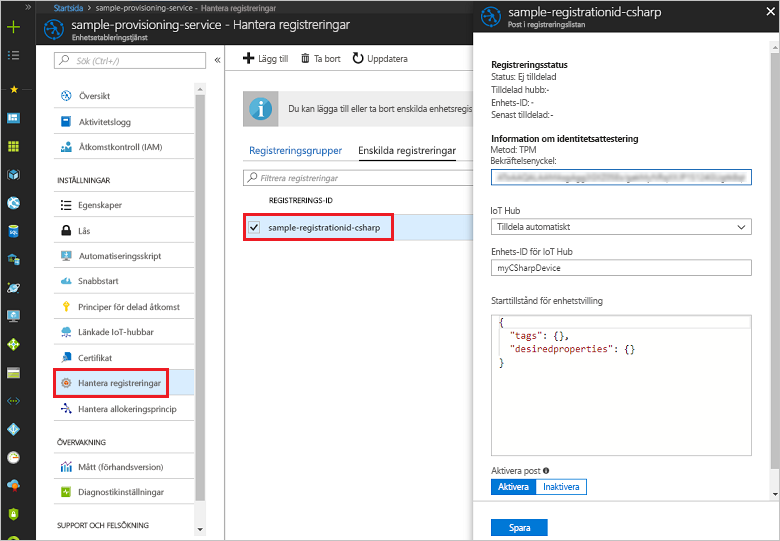 Startsida > sample-provisioning-service - Hantera registreringar
sample-provisioning-service - Hantera registreringar
Enhetsetableringstjänst
Sök (Ctrl+/)
«
Översikt
Aktivitetslogg
Åtkomstkontroll (IAM)
INSTÄLLNINGAR
Egenskaper
Lås
Automatiseringsskript
Snabbstart
Principer för delad åtkomst
Länkade IoT-hubbar
Certifikat
Hantera registreringar
Hantera allokeringsprincip
ÖVERVAKNING
Mått (förhandsversion)
Diagnostikinställningar
SUPPORT OCH FELSÖKNING
Lägg till
Ta bort
Uppdatera
Du kan lägga till eller ta bort enskilda enhetsregis
Registreringsgrupper
Enskilda registreringar
Filtrera registreringar
REGISTRERINGS-ID
sample-registrationid-csharp
sample-registrationid-csharp
Post i registreringslistan
Registreringsstatus
Status: Ej tilldelad
Tilldelad hubb:-
Enhets-ID:-
Senast tilldelad:-
Information om identitetsattestering
Metod: TPM
Bekräftelsenyckel:
IoT Hub
Tilldela automatiskt
Enhets-ID för IoT Hub
myCSharpDevice
Starttillstånd för enhetstvilling
{
"tags": {},
"desiredproperties": {}
}
Aktivera post
Aktivera
Inaktivera
Spara